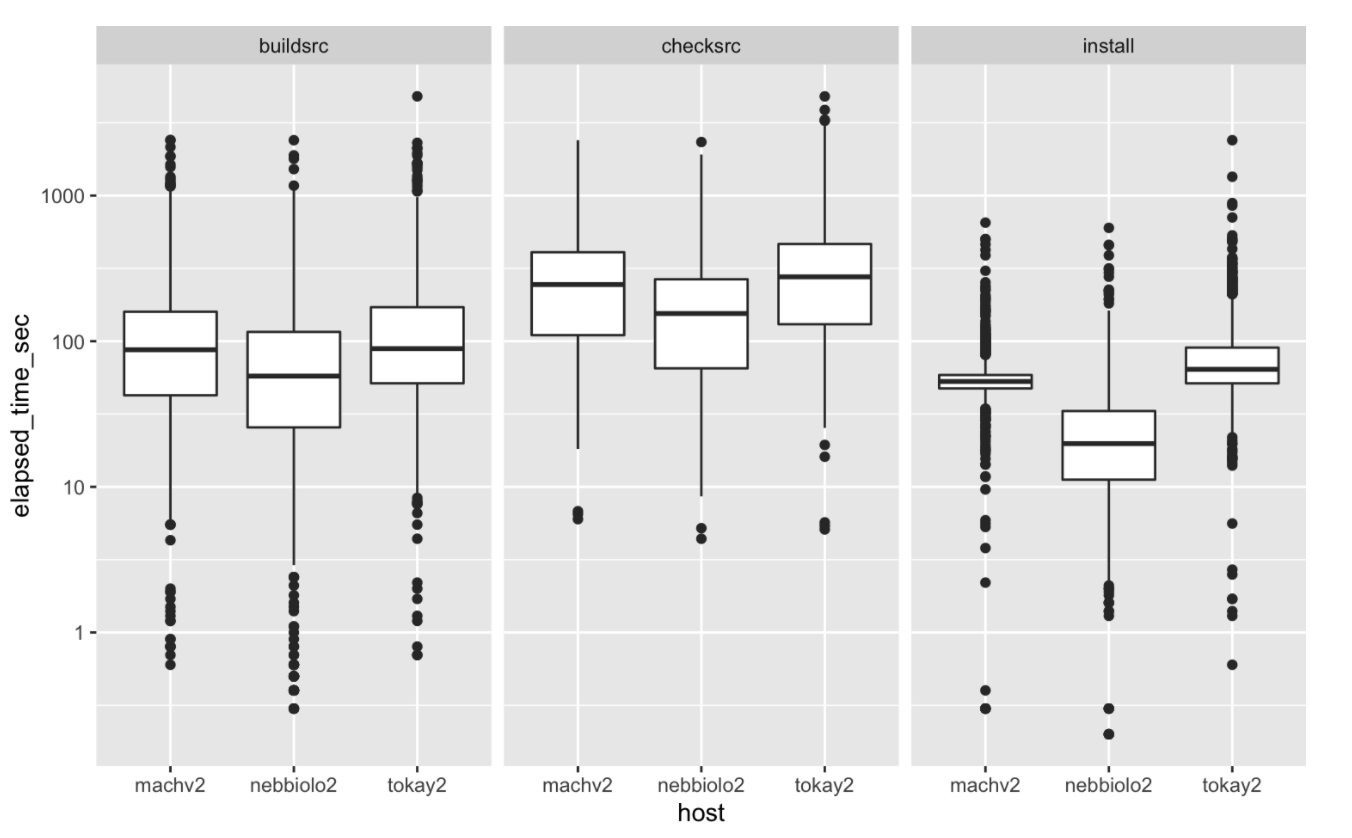 buildsrc checksrc install
elapsed_time_sec
1000
100
10
1
machv2 nebbiolo2 tokay2 machv2 nebbiolo2 tokay2 machv2 nebbiolo2 tokay2
host